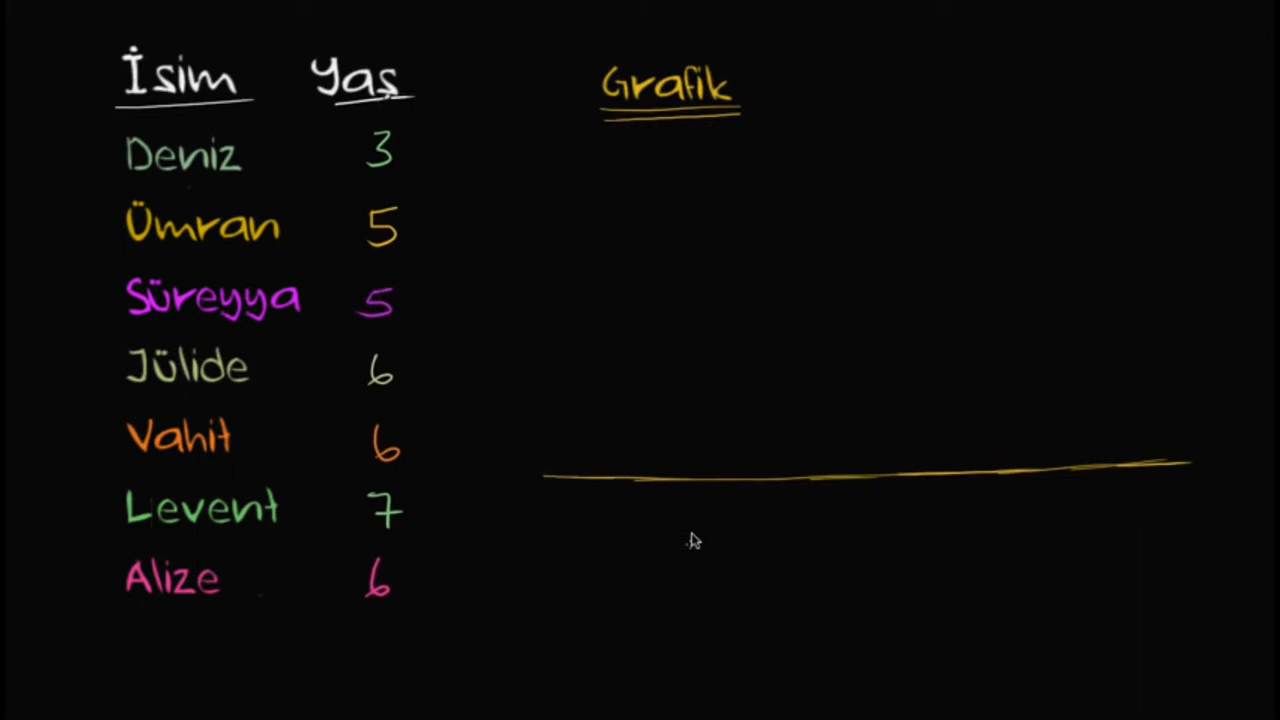 İsim Yaş
Deniz 3
Ümran 5
Süreyya 5
Jülide 6
Vahit 6
Levent 7
Alize 6
Grafik